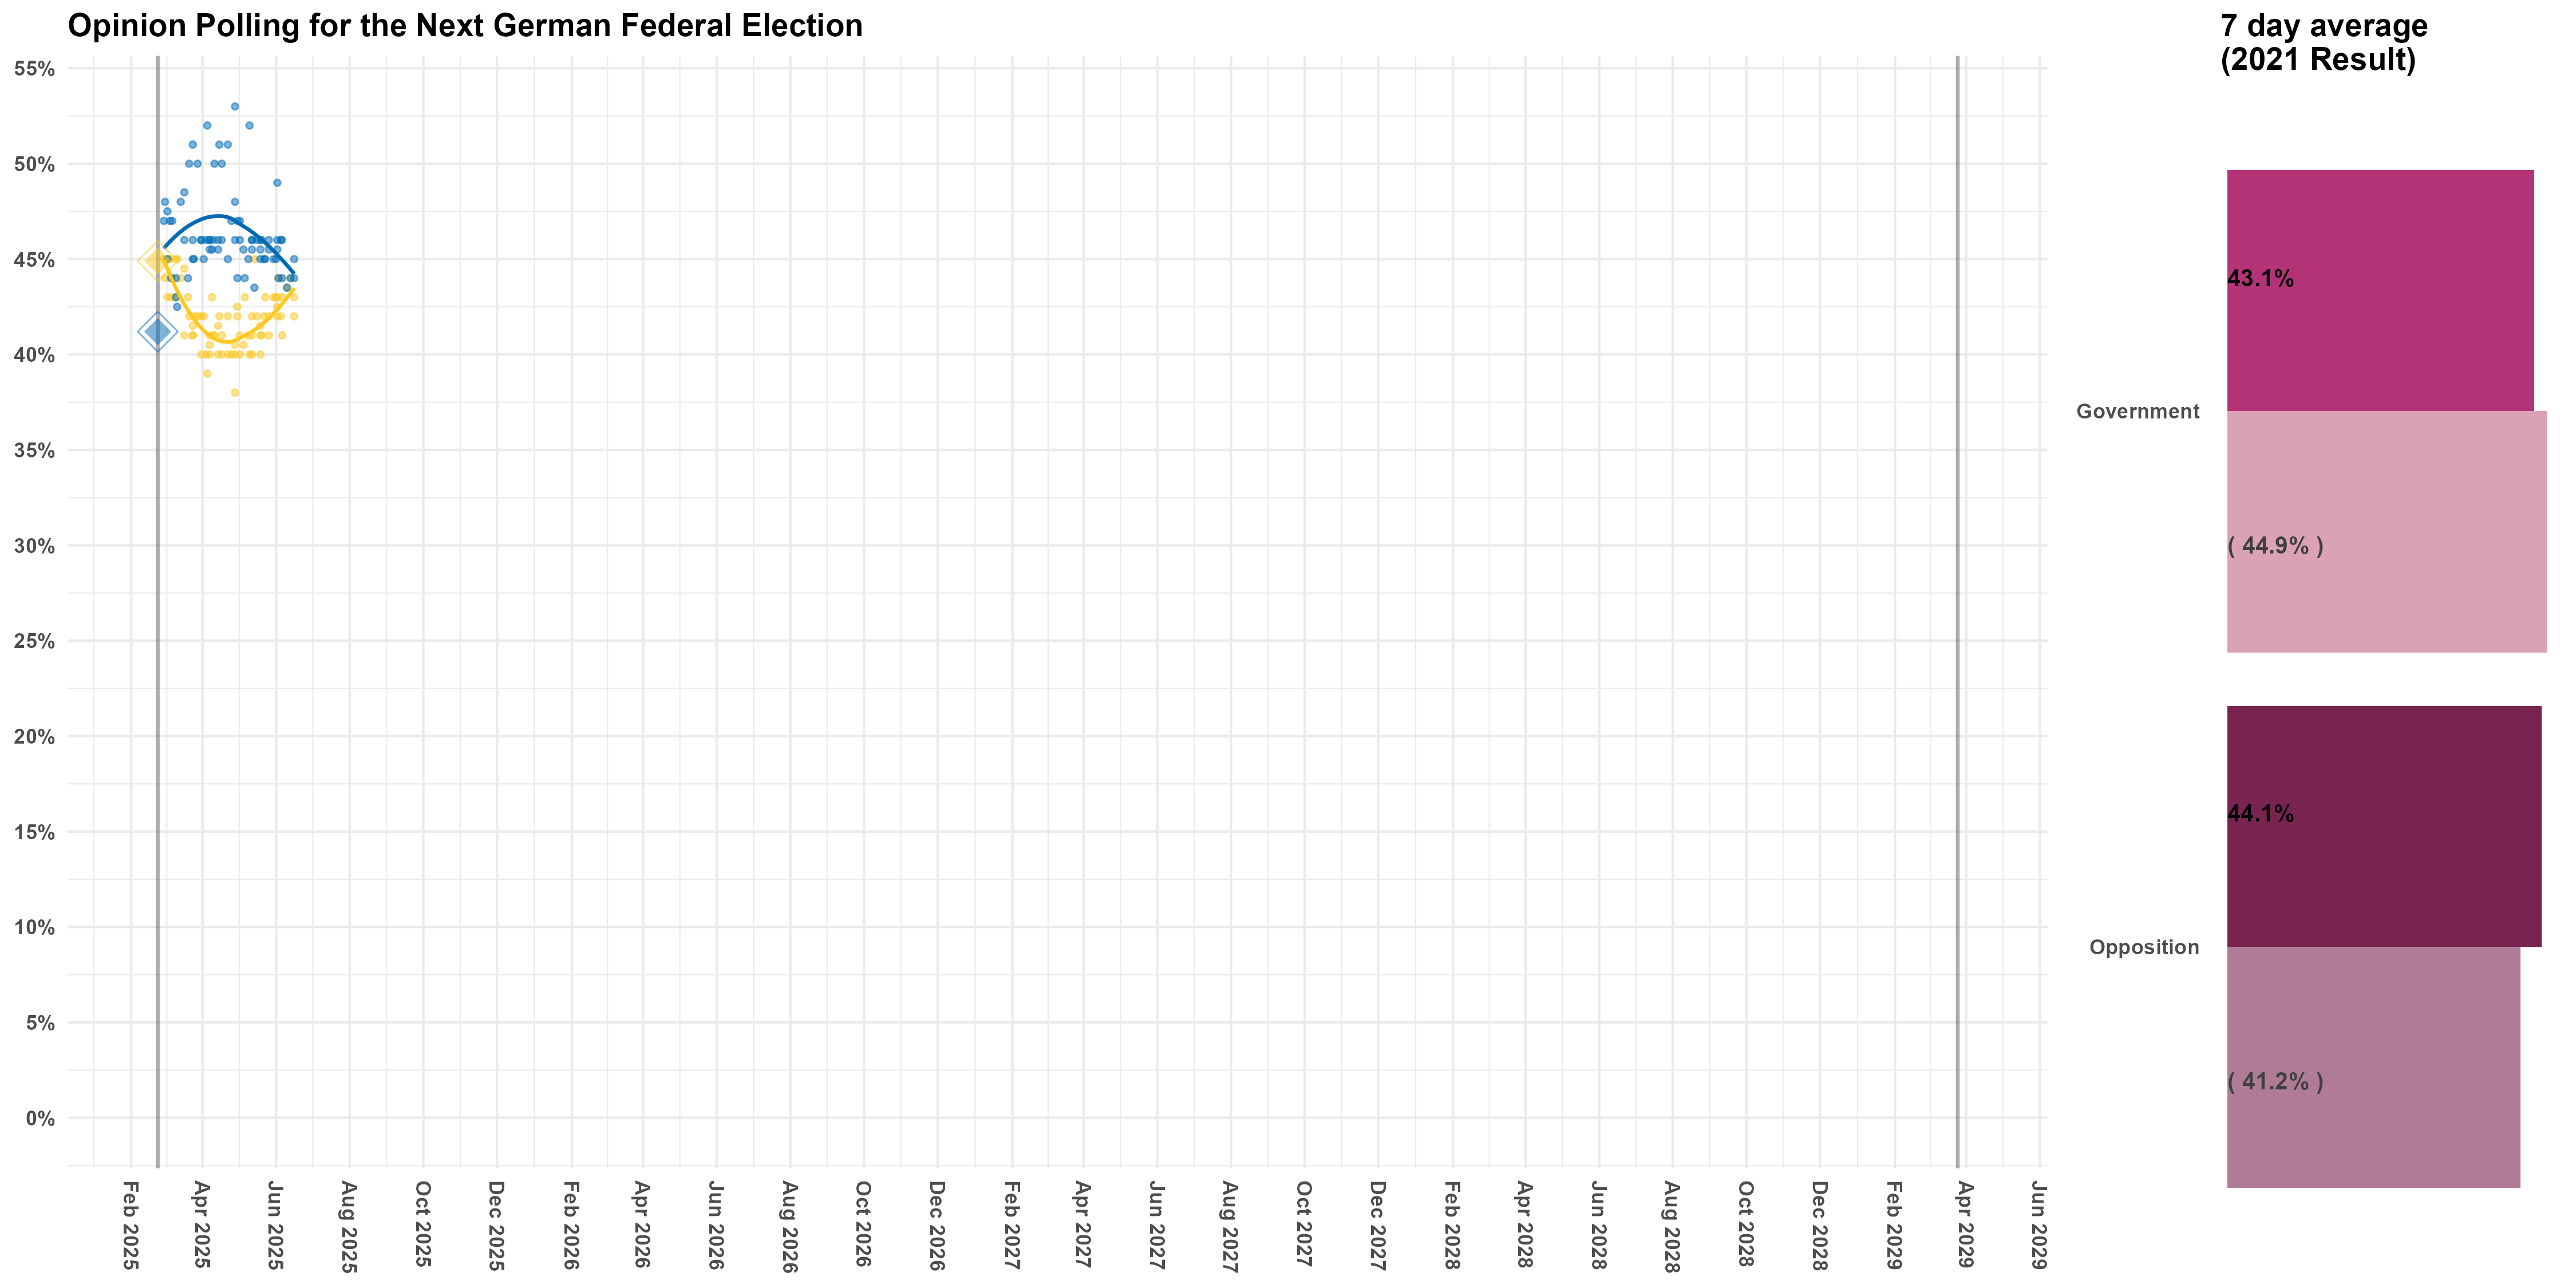 Opinion Polling for the Next German Federal Election
55%
50%
45%
40%
35%
30%
25%
20%
15%
10%
5%
0%
Feb 2025
Apr 2025
Jun 2025
Aug 2025
Oct 2025
Dec 2025
Feb 2026
Apr 2026
Jun 2026
Aug 2026
Oct 2026
Dec 2026
Feb 2027
Apr 2027
Jun 2027
Aug 2027
Oct 2027
Dec 2027
Feb 2028
Apr 2028
Jun 2028
Aug 2028
Oct 2028
Dec 2028
Feb 2029
Apr 2029
Jun 2029
7 day average
(2021 Result)
43.1%
Government
( 44.9% )
44.1%
Opposition
( 41.2% )